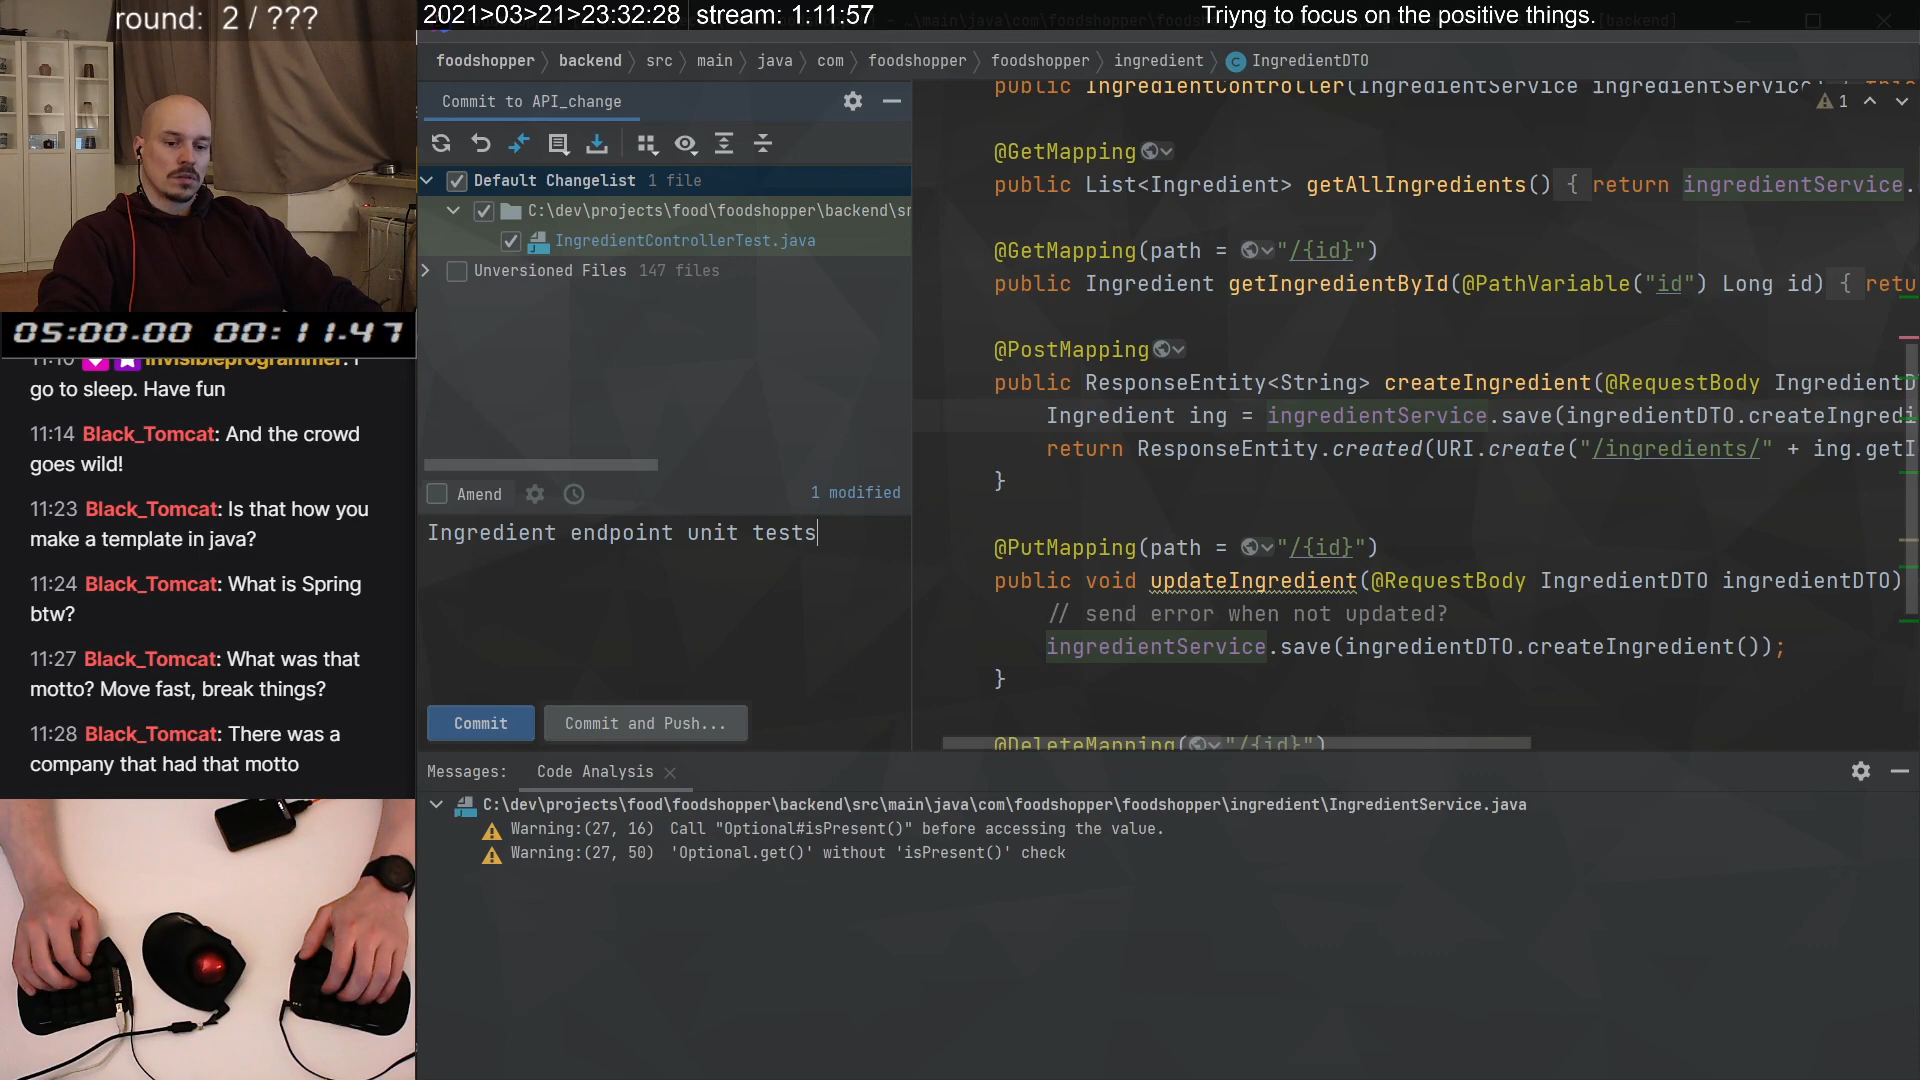 round: 2 / ???
2021>03>21>23:32:28 stream: 1:11:57
Triyng to focus on the positive things.
05:00.00 00:11.47
invisibleprogrammer: I
go to sleep. Have fun
11:14 Black_Tomcat: And the crowd
goes wild!
11:23 Black_Tomcat: Is that how you
make a template in java?
11:24 Black_Tomcat: What is Spring
btw?
11:27 Black_Tomcat: What was that
motto? Move fast, break things?
11:28 Black_Tomcat: There was a
company that had that motto
foodshopper backend src main java com foodshopper foodshopper ingredient IngredientDTO
Commit to API_change
Default Changelist 1 file
C:\dev\projects\food\foodshopper\backend\sr
IngredientControllerTest.java
Unversioned Files 147 files
Amend
1 modified
Ingredient endpoint unit tests
Commit
Commit and Push...
public IngredientController(IngredientService ingredientService
1
@GetMapping
public List<Ingredient> getAllIngredients() { return ingredientService.
@GetMapping(path = "/{id}")
public Ingredient getIngredientById(@PathVariable("id") Long id) { retu
@PostMapping
public ResponseEntity<String> createIngredient(@RequestBody IngredientD
Ingredient ing = ingredientService.save(ingredientDTO.createIngredi
return ResponseEntity.created(URI.create("/ingredients/" + ing.getI
}
@PutMapping(path = "/{id}")
public void updateIngredient(@RequestBody IngredientDTO ingredientDTO)
// send error when not updated?
ingredientService.save(ingredientDTO.createIngredient());
}
@DeleteMapping("/{id}")
Messages: Code Analysis
C:\dev\projects\food\foodshopper\backend\src\main\java\com\foodshopper\foodshopper\ingredient\IngredientService.java
Warning:(27, 16) Call "Optional#isPresent()" before accessing the value.
Warning:(27, 50) 'Optional.get()' without 'isPresent()' check